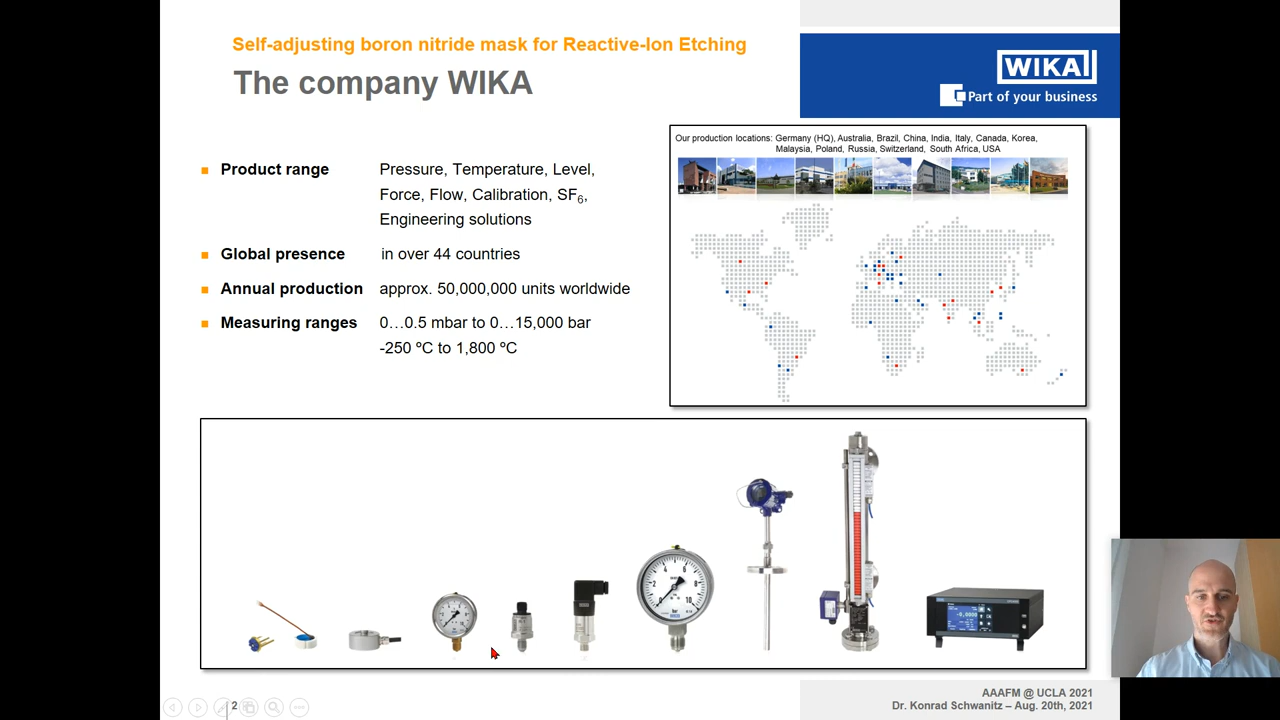 Self-adjusting boron nitride mask for Reactive-Ion Etching
The company WIKA
WIKA
Part of your business
Product range Pressure, Temperature, Level,
Force, Flow, Calibration, SF6,
Engineering solutions
Global presence in over 44 countries
Annual production approx. 50,000,000 units worldwide
Measuring ranges 0…0.5 mbar to 0…15,000 bar
-250 ºC to 1,800 ºC
Our production locations: Germany (HQ), Australia, Brazil, China, India, Italy, Canada, Korea,
Malaysia, Poland, Russia, Switzerland, South Africa, USA
2
AAAFM @ UCLA 2021
Dr. Konrad Schwanitz – Aug. 20th, 2021